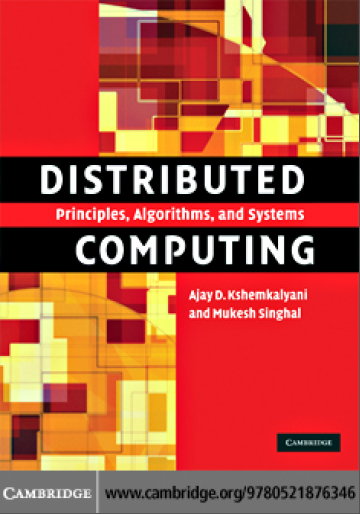 DISTRIBUTED
Principles, Algorithms, and Systems
COMPUTING
Ajay D. Kshemkalyani
and Mukesh Singhal
CAMBRIDGE
CAMBRIDGE www.cambridge.org/9780521876346